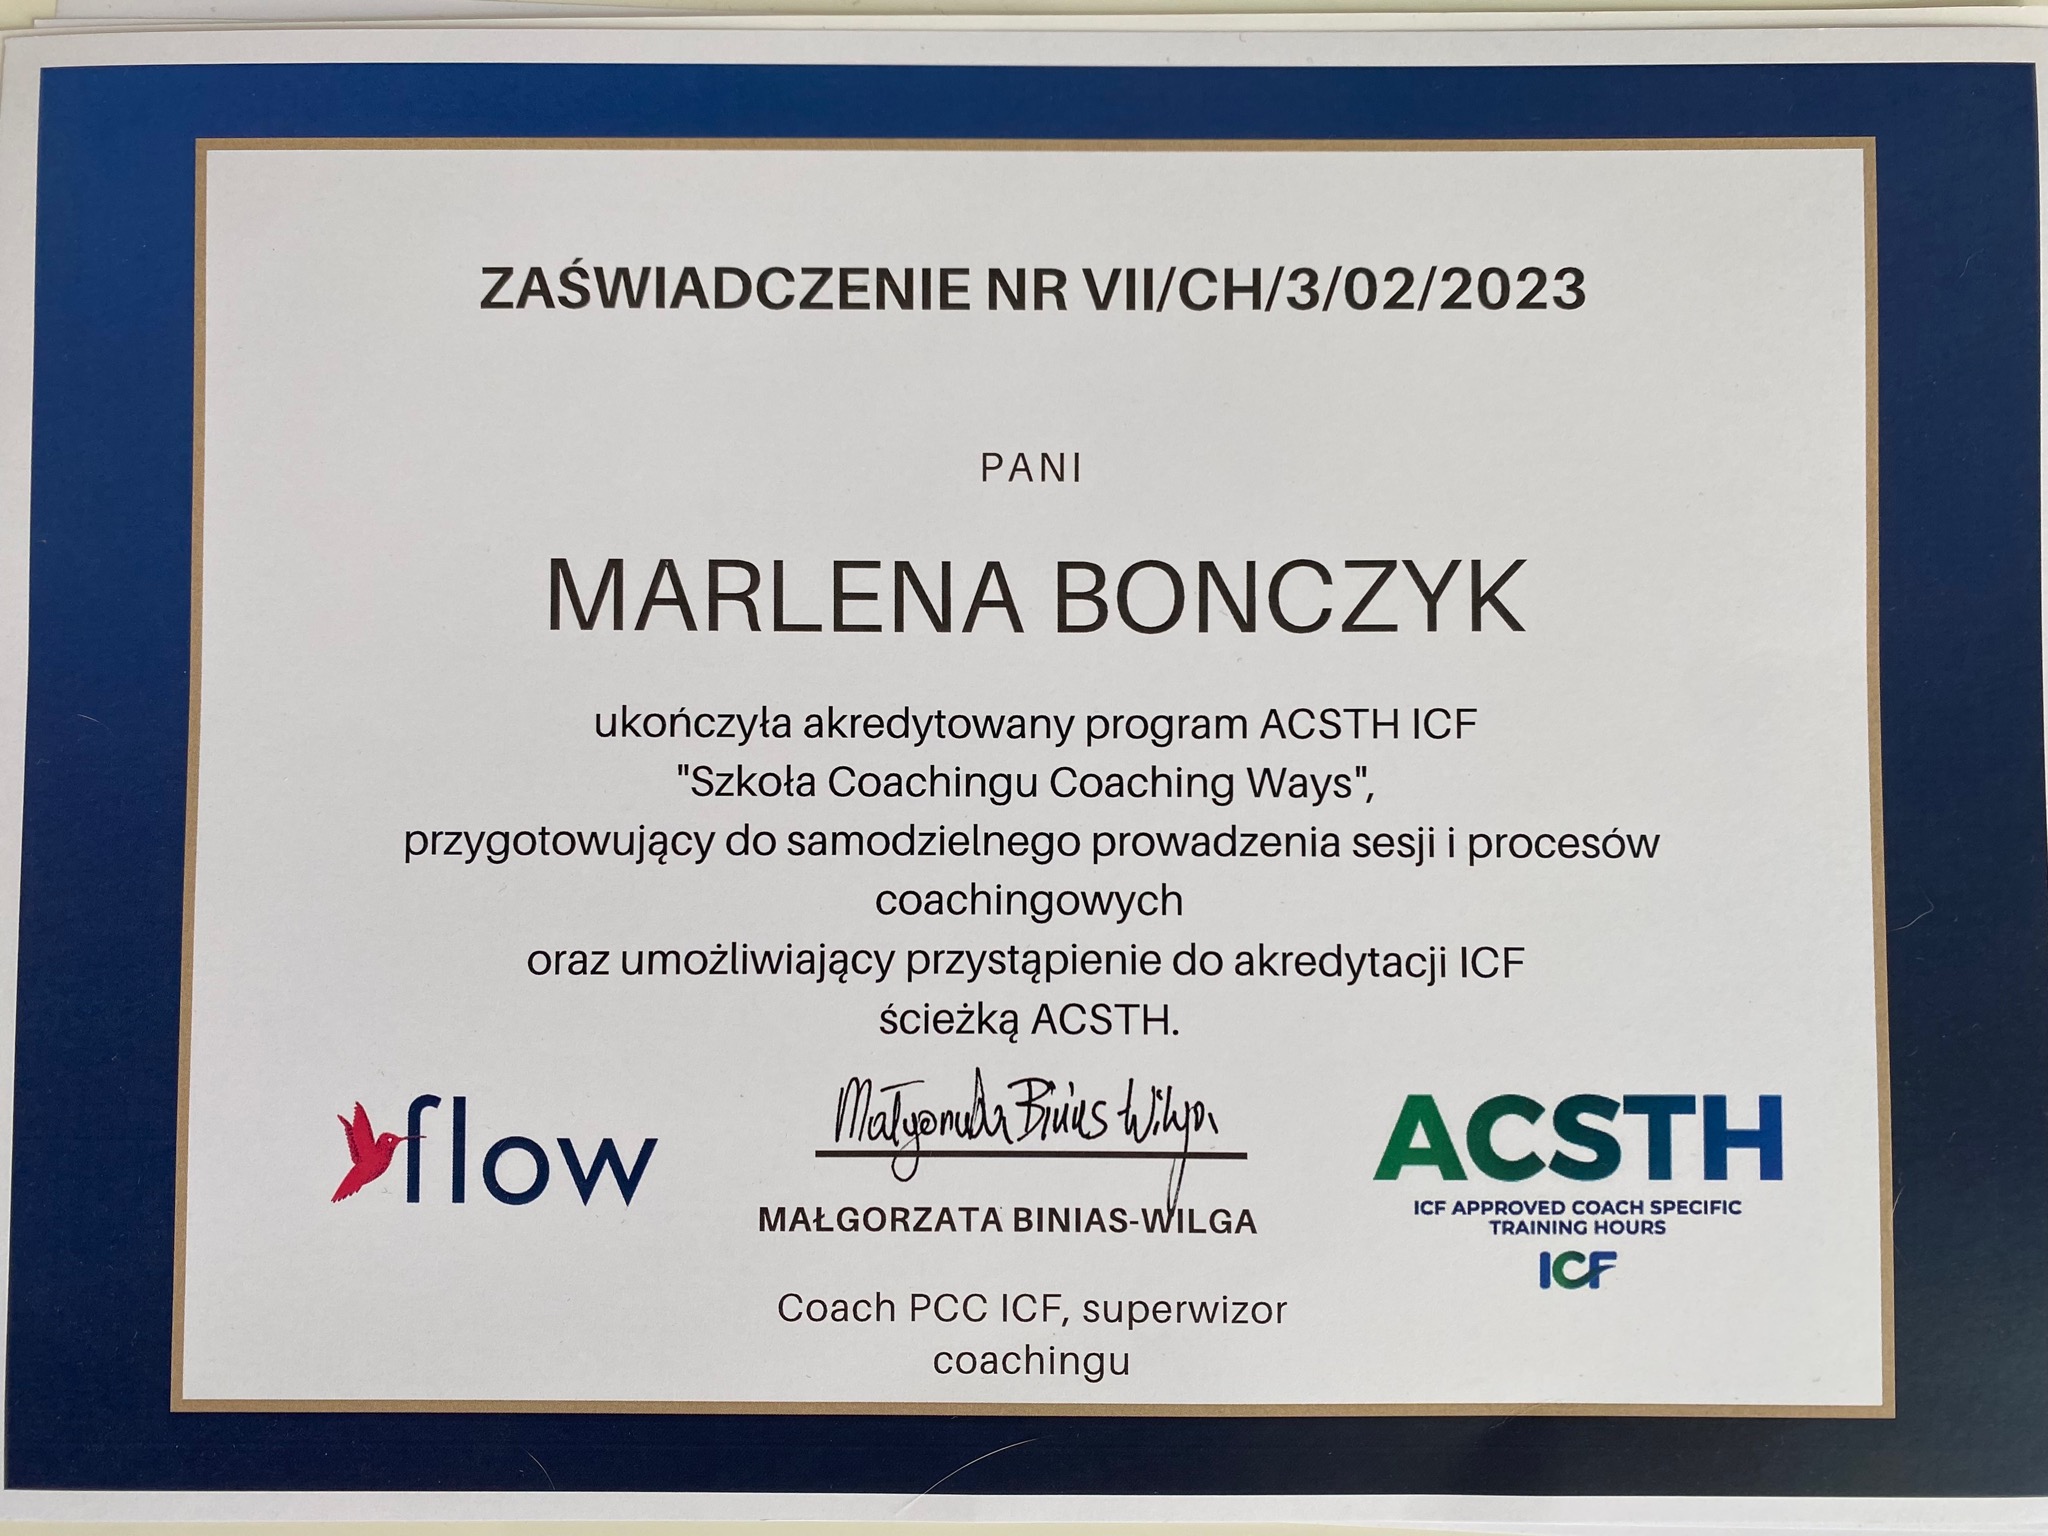 ZAŚWIADCZENIE NR VII/CH/3/02/2023
PANI
MARLENA BONCZYK
ukończyła akredytowany program ACSTH ICF
"Szkoła Coachingu Coaching Ways",
przygotowujący do samodzielnego prowadzenia sesji i procesów
coachingowych
oraz umożliwiający przystąpienie do akredytacji ICF
ścieżką ACSTH.
flow
Małgorzata Binias-Wilga
MAŁGORZATA BINIAS-WILGA
Coach PCC ICF, superwizor
coachingu
ACSTH
ICF APPROVED COACH SPECIFIC
TRAINING HOURS
ICF